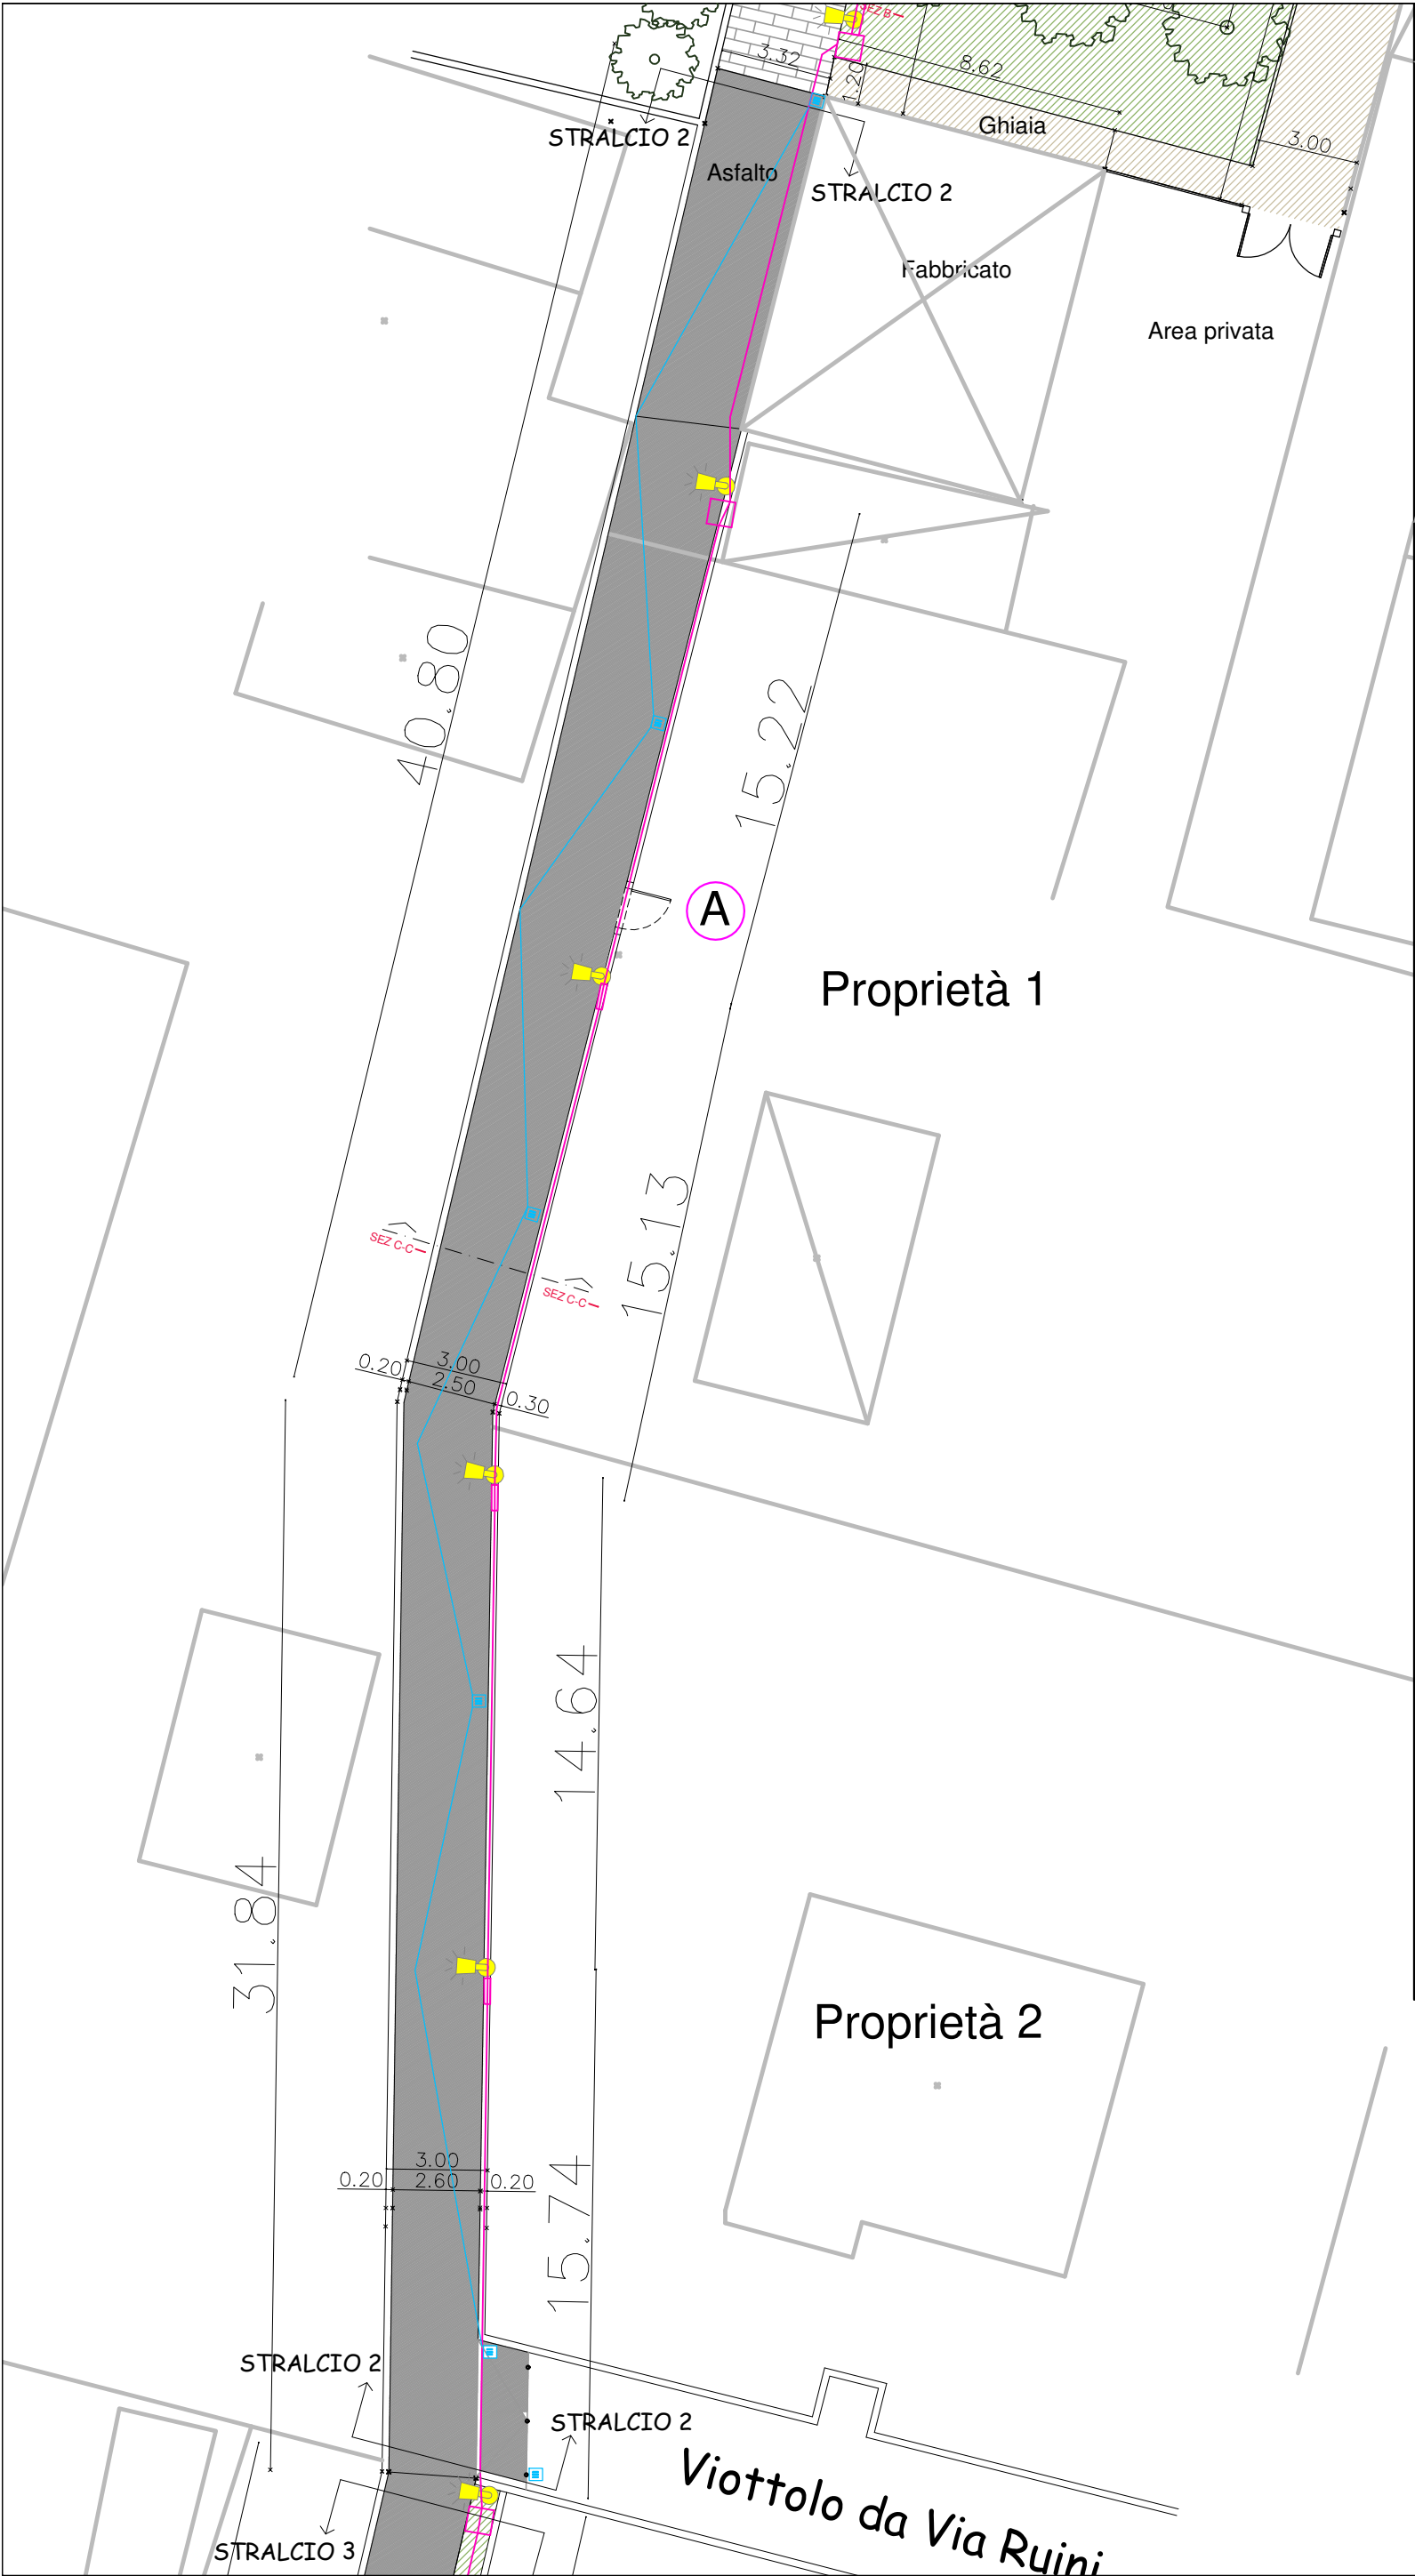 SEZ B
3.32
1.20
8.62
Ghiaia
3.00
STRALCIO 2
Asfalto
STRALCIO 2
Fabbricato
Area privata
40.80
15.22
A
Proprietà 1
15.13
SEZ C-C
SEZ C-C
0.20
3.00
2.50
0.30
14.64
31.84
Proprietà 2
3.00
0.20
2.60
0.20
15.74
STRALCIO 2
STRALCIO 2
Viottolo da Via Ruini
STRALCIO 3